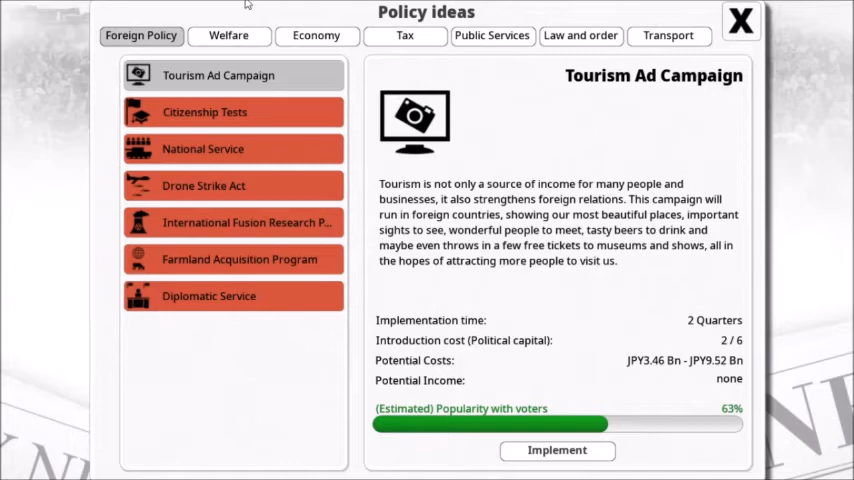 Policy ideas
X
Foreign Policy
Welfare
Economy
Tax
Public Services
Law and order
Transport
Tourism Ad Campaign
Citizenship Tests
National Service
Drone Strike Act
International Fusion Research P...
Farmland Acquisition Program
Diplomatic Service
Tourism Ad Campaign
Tourism is not only a source of income for many people and
businesses, it also strengthens foreign relations. This campaign will
run in foreign countries, showing our most beautiful places, important
sights to see, wonderful people to meet, tasty beers to drink and
maybe even throws in a few free tickets to museums and shows, all in
the hopes of attracting more people to visit us.
Implementation time: 2 Quarters
Introduction cost (Political capital): 2 / 6
Potential Costs: JPY3.46 Bn - JPY9.52 Bn
Potential Income: none
(Estimated) Popularity with voters 63%
Implement